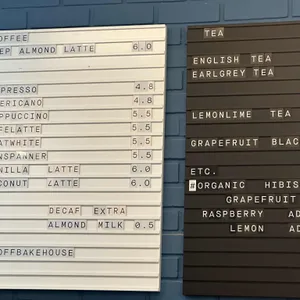 OFFEE
EP ALMOND LATTE 6.0
PRESSO 4.8
ERICANO 4.8
PPUCCINO 5.5
FELATTE 5.5
ATWHITE 5.5
NSPANNER 5.5
NILLA LATTE 6.0
CONUT LATTE 6.0
DECAF EXTRA
ALMOND MILK 0.5
OFFBAKEHOUSE
TEA
ENGLISH TEA
EARLGREY TEA
LEMONLIME TEA
GRAPEFRUIT BLAC
ETC.
#ORGANIC HIBIS
GRAPEFRUIT
RASPBERRY AD
LEMON AD